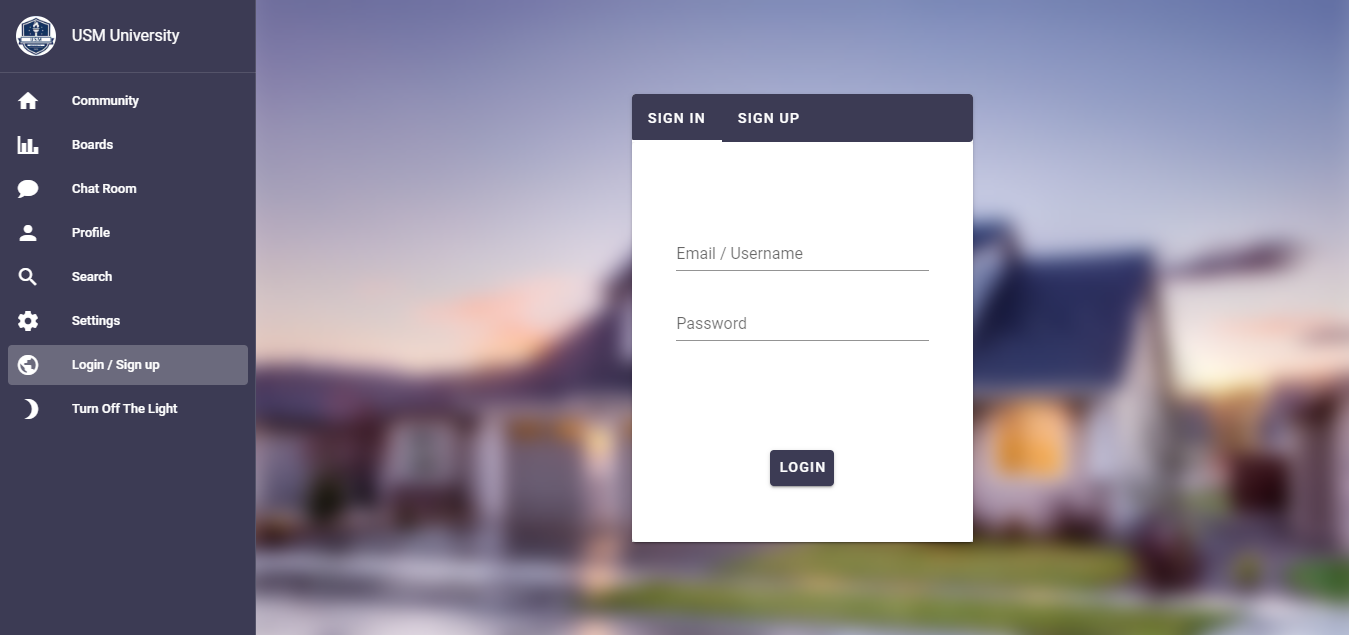 USM University
Community
Boards
Chat Room
Profile
Search
Settings
Login / Sign up
Turn Off The Light
SIGN IN SIGN UP
Email / Username
Password
LOGIN